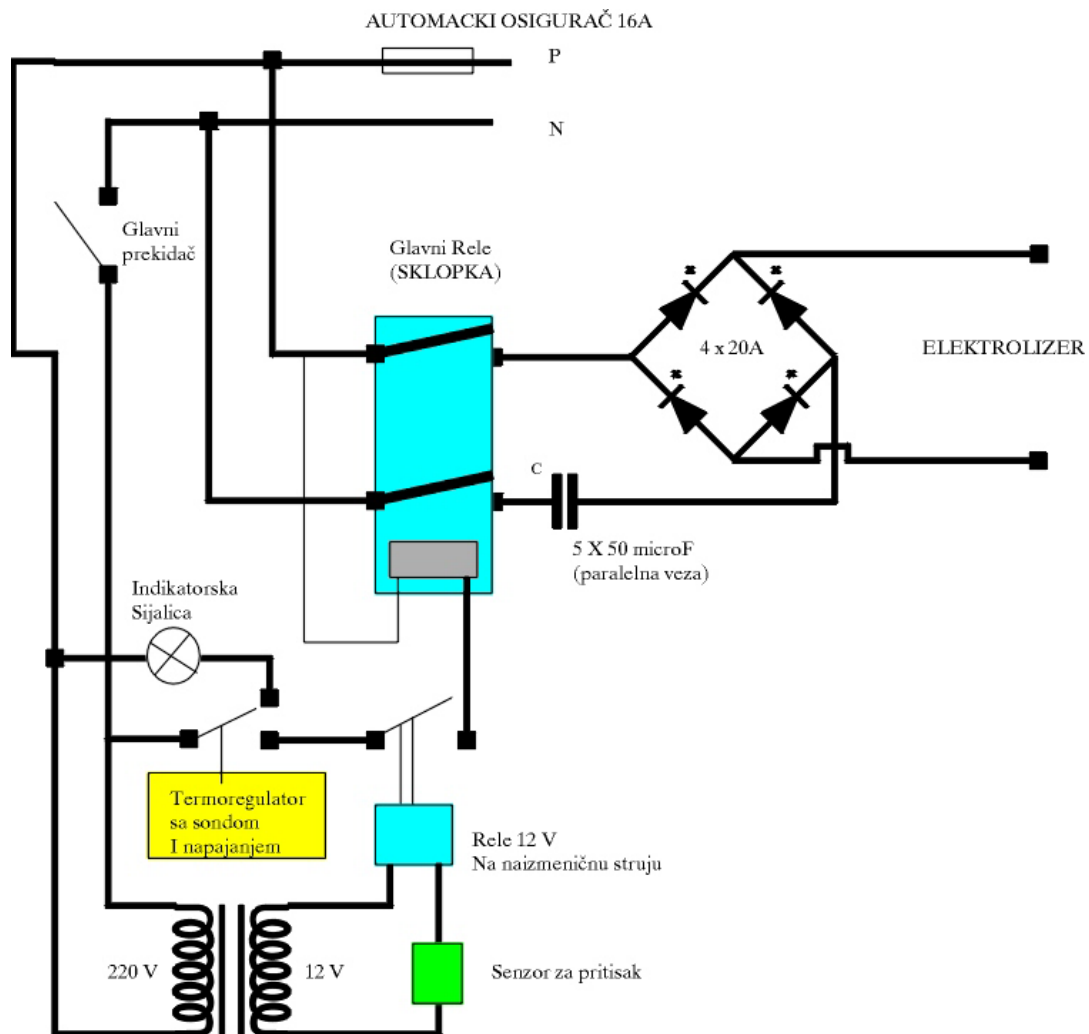 AUTOMACKI OSIGURAČ 16A
P
N
Glavni
prekidač
Glavni Rele
(SKLOPKA)
4 x 20A
ELEKTROLIZER
C
5 X 50 microF
(paralelna veza)
Indikatorska
Sijalica
Termoregulator
sa sondom
I napajanjem
Rele 12 V
Na naizmeničnu struju
220 V
12 V
Senzor za pritisak